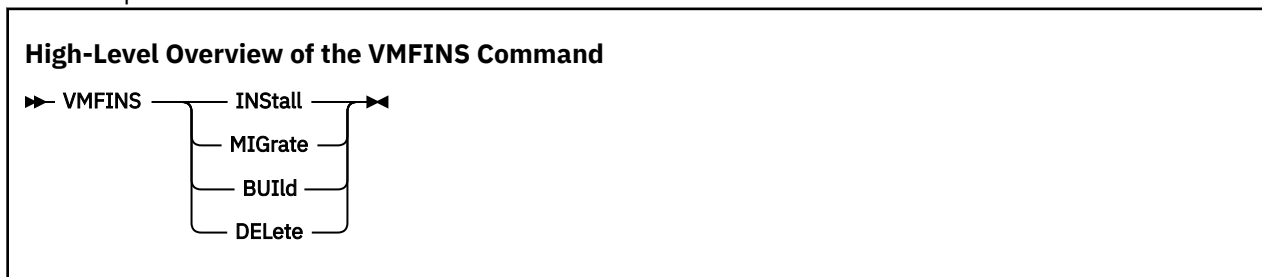 High-Level Overview of the VMFINS Command
VMFINS INStall
MIGrate
BUIld
DELete